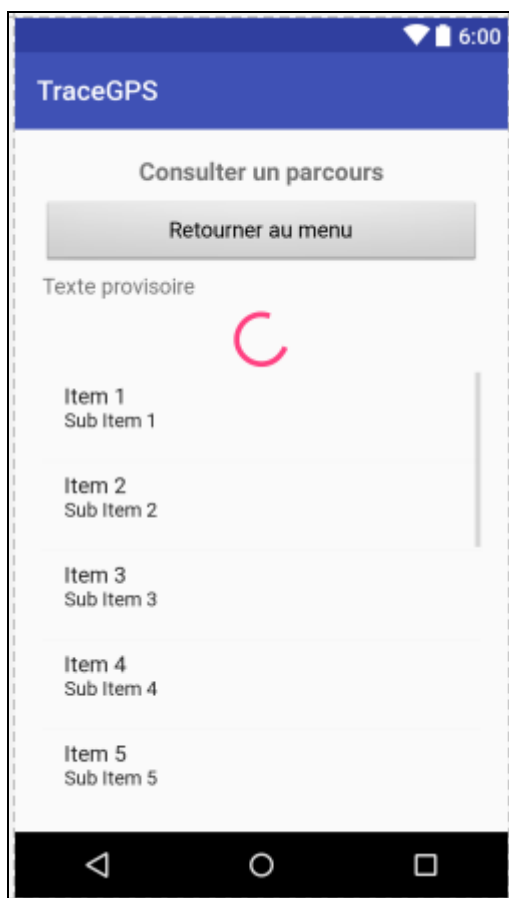 6:00
TraceGPS
Consulter un parcours
Retourner au menu
Texte provisoire
Item 1
Sub Item 1
Item 2
Sub Item 2
Item 3
Sub Item 3
Item 4
Sub Item 4
Item 5
Sub Item 5